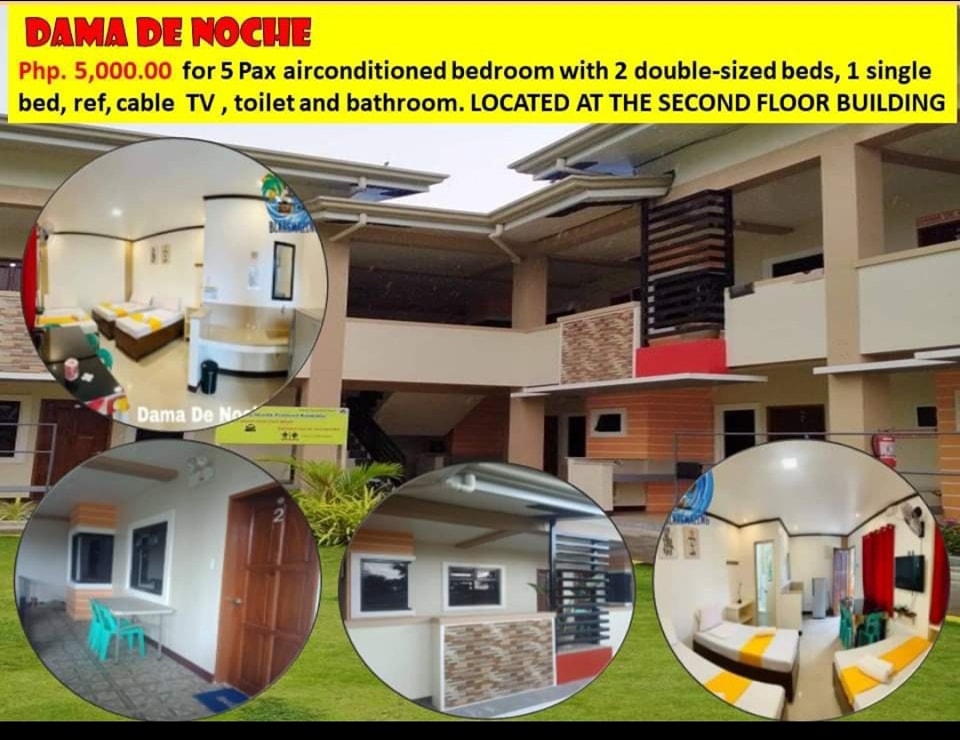 DAMA DE NOCHE
Php. 5,000.00 for 5 Pax airconditioned bedroom with 2 double-sized beds, 1 single
bed, ref, cable TV , toilet and bathroom. LOCATED AT THE SECOND FLOOR BUILDING
Dama De No
2